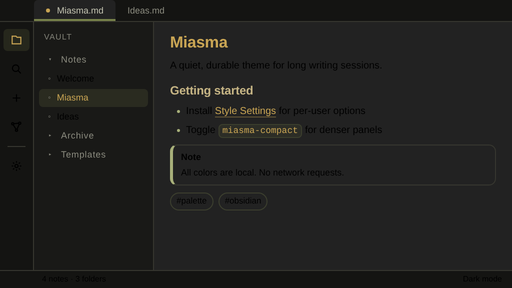 Miasma.md
Ideas.md
VAULT
Notes
Welcome
Miasma
Ideas
Archive
Templates
Miasma
A quiet, durable theme for long writing sessions.
Getting started
Install Style Settings for per-user options
Toggle miasma-compact for denser panels
Note
All colors are local. No network requests.
#palette
#obsidian
notes · 3 folders
Dark mode